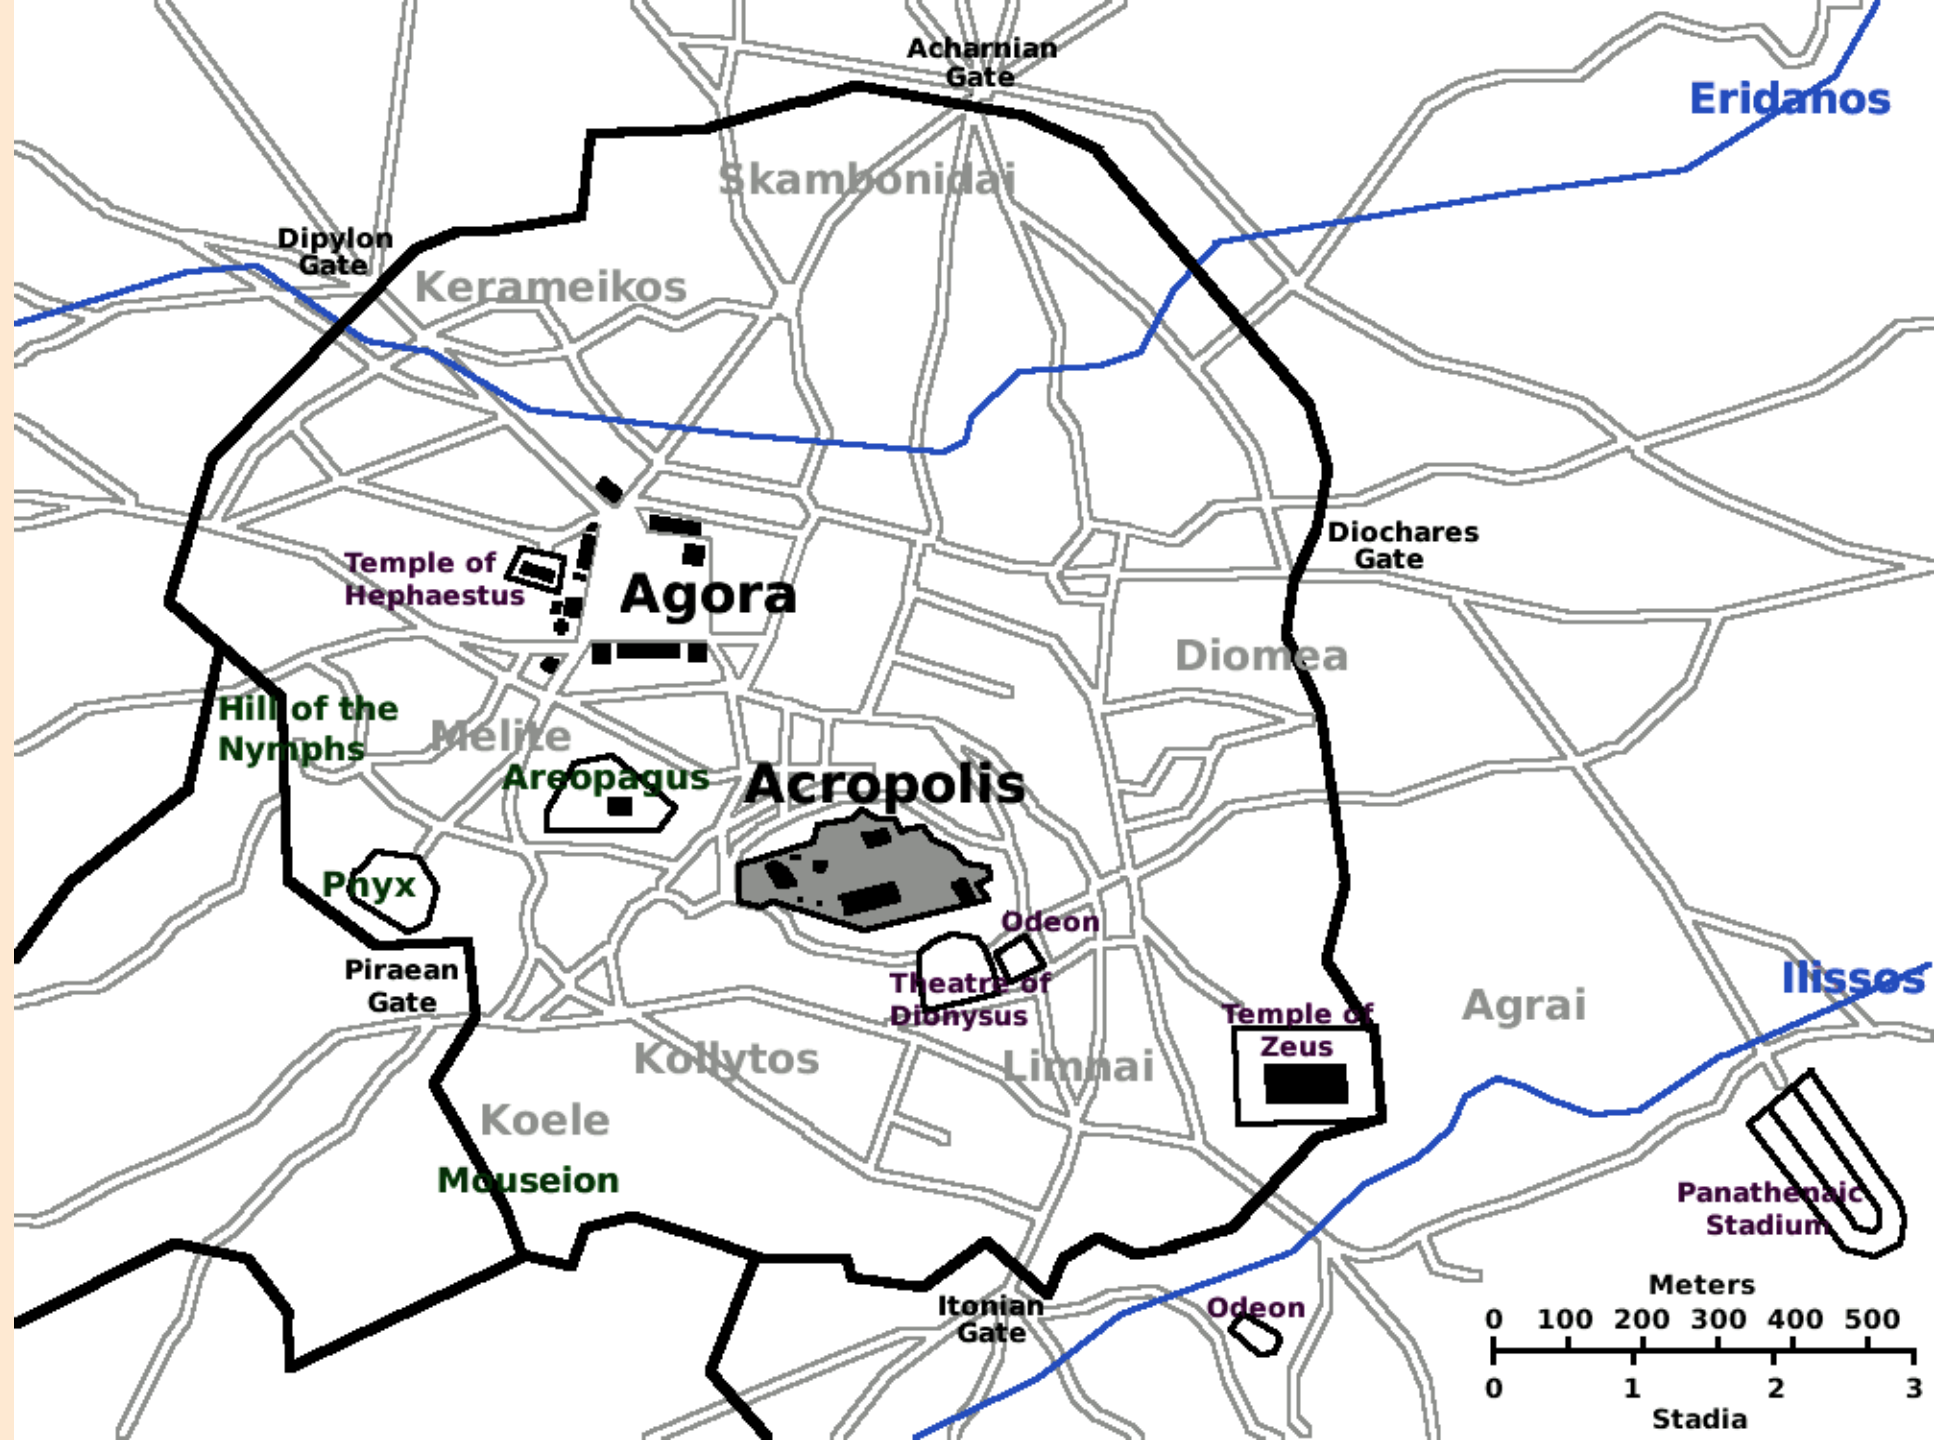 Acharnian
Gate
Eridanos
Skambonidai
Dipylon
Gate
Kerameikos
Diochares
Gate
Temple of
Hephaestus
Agora
Diomea
Hill of the
Nymphs
Melite
Areopagus
Acropolis
Pnyx
Odeon
Piraean
Gate
Theatre of
Dionysus
Ilissos
Temple of
Zeus
Agrai
Kollytos
Limnai
Koele
Mouseion
Panathenaic
Stadium
Itonian
Gate
Odeon
Meters
0 100 200 300 400 500
0 1 2 3
Stadia